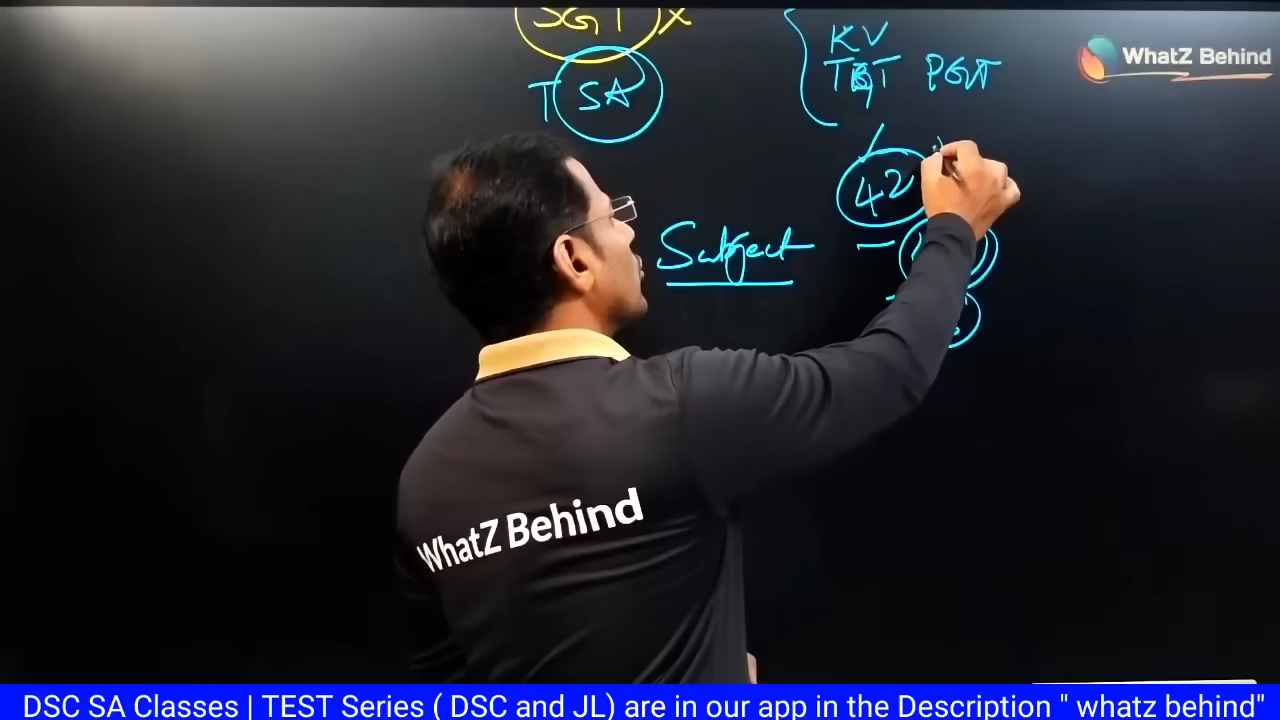 SGT X
T SA
KV
TGT PGT
WhatZ Behind
42
Subject –
WhatZ Behind
DSC SA Classes | TEST Series ( DSC and JL) are in our app in the Description " whatz behind"